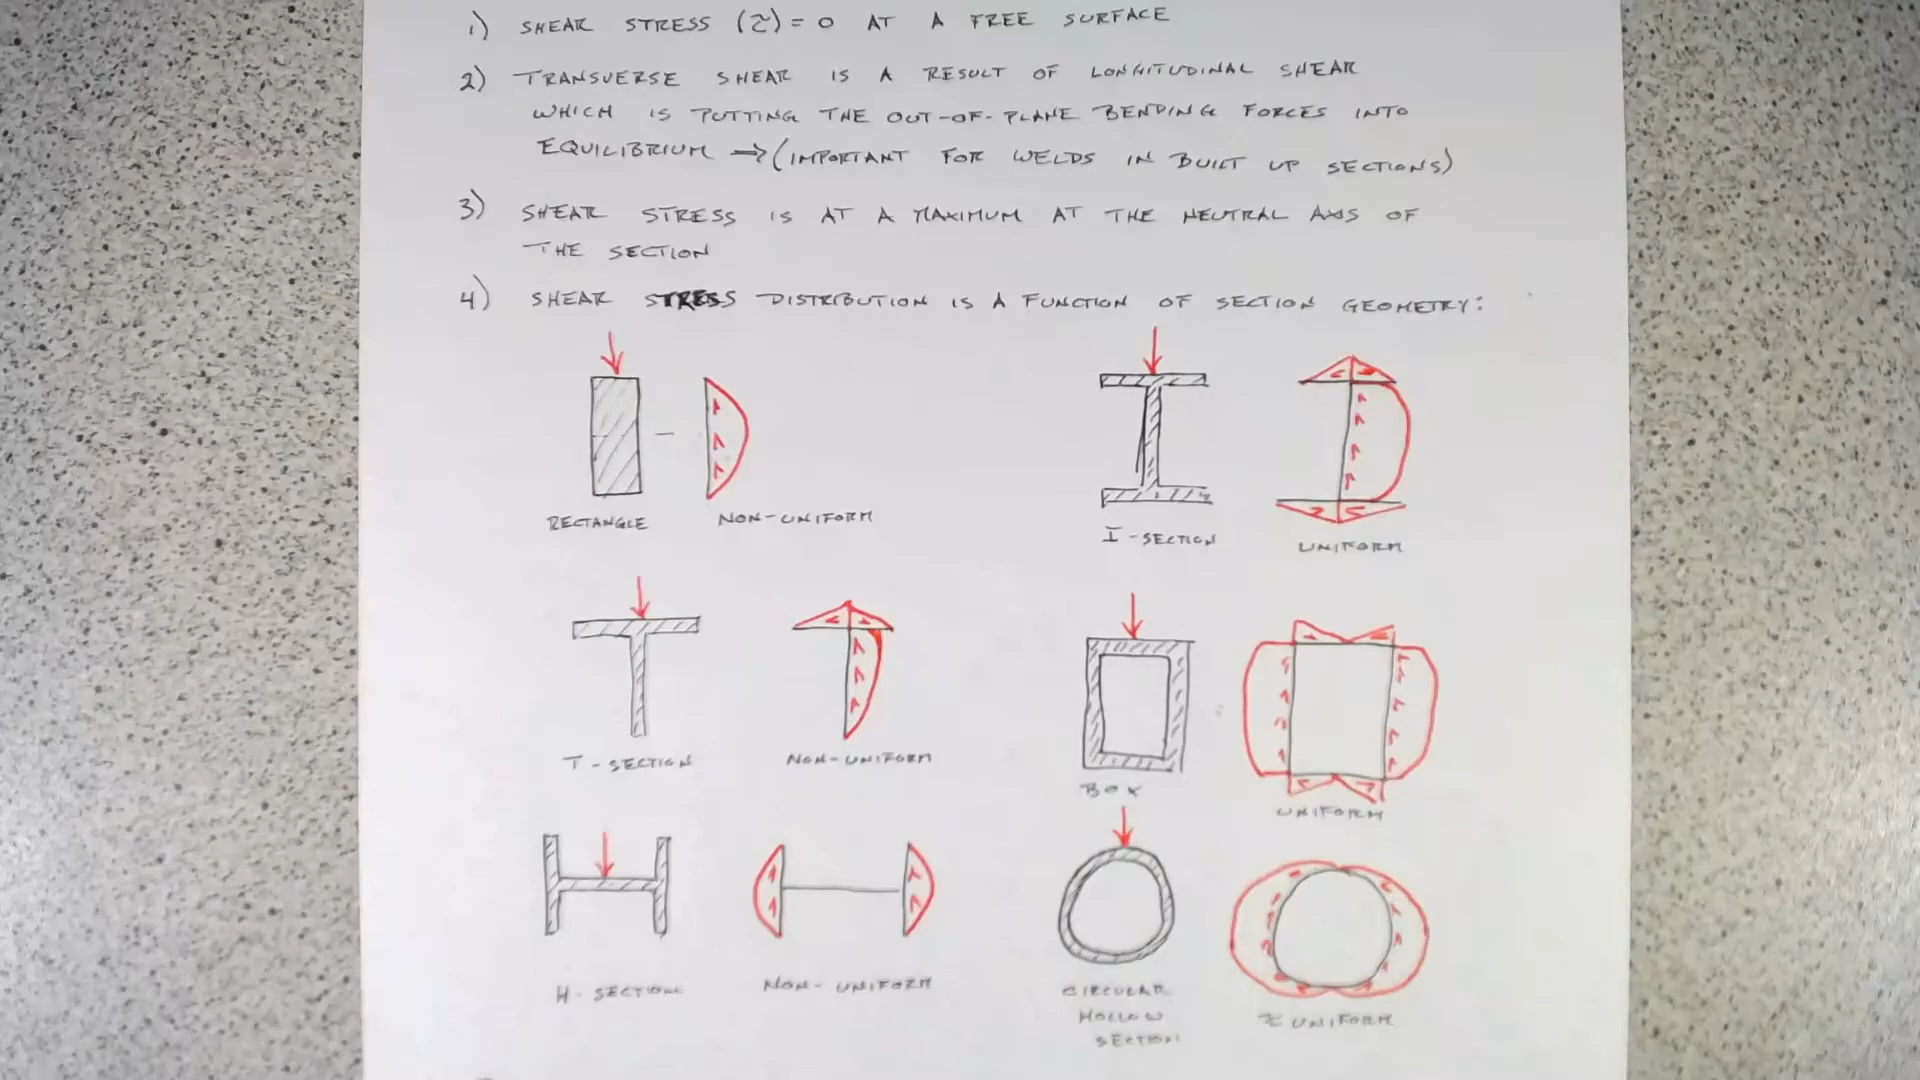 1) SHEAR STRESS (τ) = 0 AT A FREE SURFACE
2) TRANSVERSE SHEAR IS A RESULT OF LONGITUDINAL SHEAR
WHICH IS PUTTING THE OUT-OF-PLANE BENDING FORCES INTO
EQUILIBRIUM → (IMPORTANT FOR WELDS IN BUILT UP SECTIONS)
3) SHEAR STRESS IS AT A MAXIMUM AT THE NEUTRAL AXIS OF
THE SECTION
4) SHEAR STRESS DISTRIBUTION IS A FUNCTION OF SECTION GEOMETRY:
RECTANGLE
NON-UNIFORM
I-SECTION
UNIFORM
T-SECTION
NON-UNIFORM
BOX
UNIFORM
H-SECTION
NON-UNIFORM
CIRCULAR
HOLLOW
SECTION
≈ UNIFORM